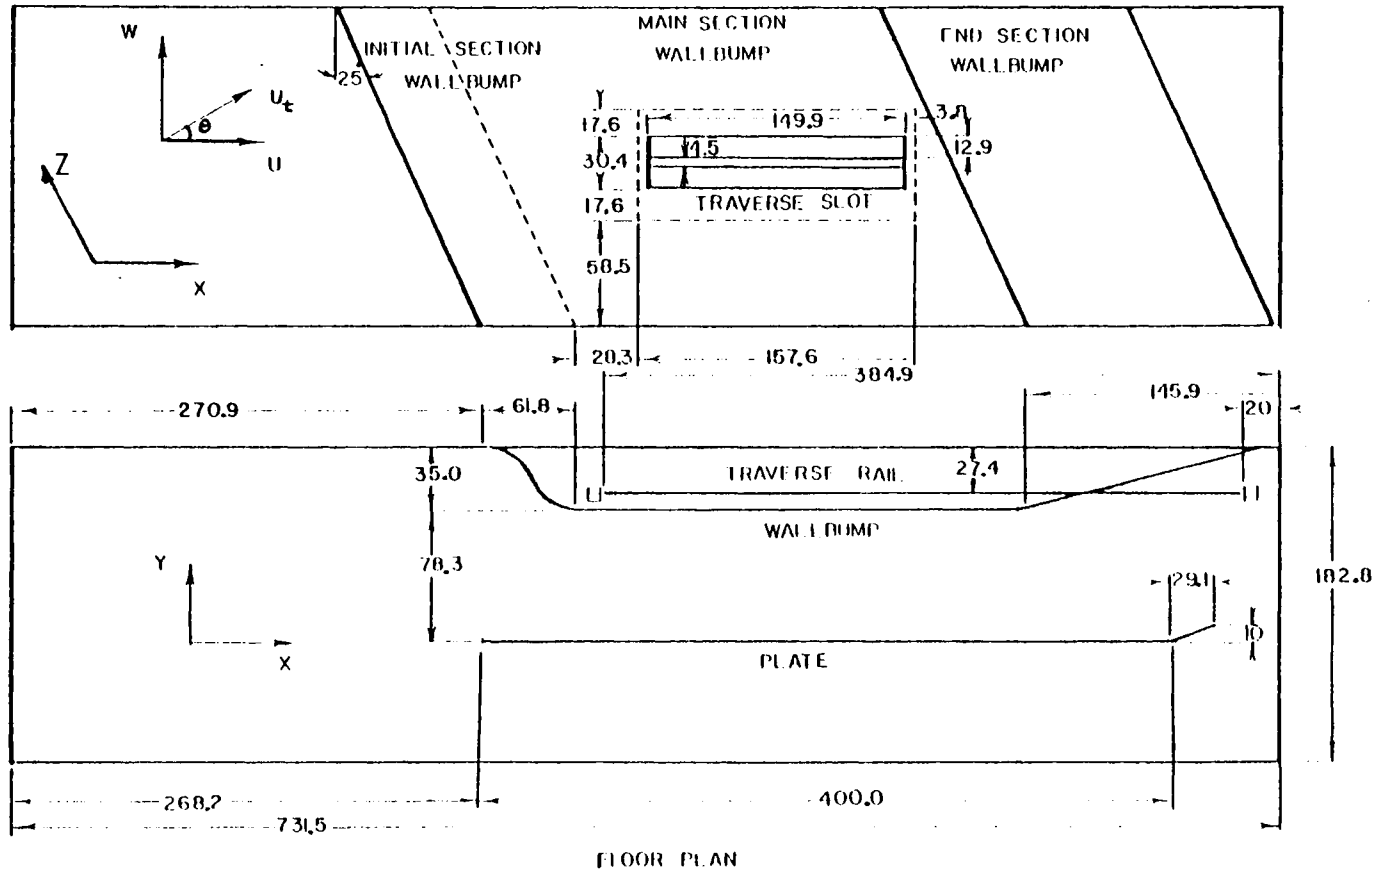 W
MAIN SECTION
WALLBUMP
INITIAL SECTION
WALLBUMP
END SECTION
WALLBUMP
25
Ut
θ
U
Z
X
Y
17.6
149.9
3.8
30.4
1.5
12.9
17.6
TRAVERSE SLOT
58.5
20.3
157.6
384.9
270.9
61.8
145.9
20
35.0
TRAVERSE RAIL
27.4
WALLBUMP
Y
78.3
29.1
182.8
10
X
PLATE
268.2
400.0
731.5
FLOOR PLAN